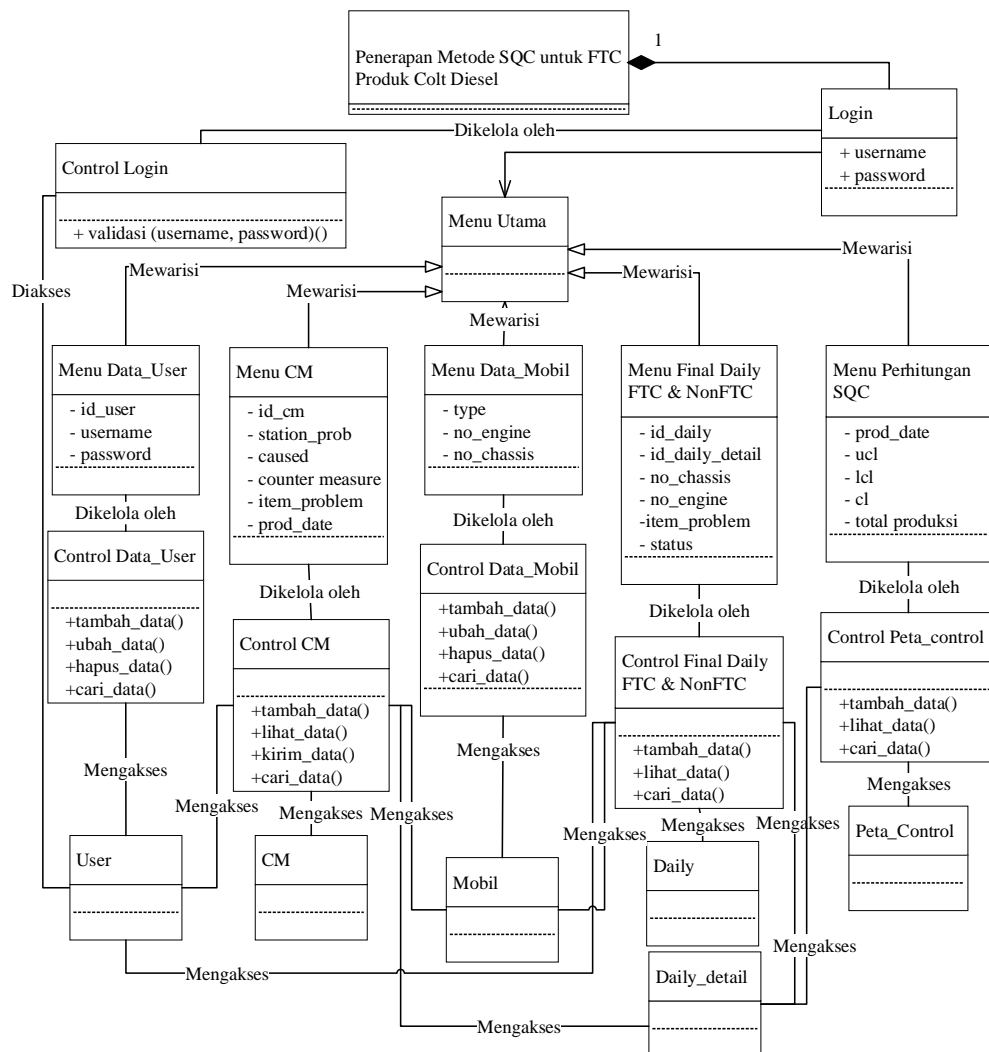 Penerapan Metode SQC untuk FTC
Produk Colt Diesel
1
Login
+ username
+ password
Dikelola oleh
Control Login
+ validasi (username, password)()
Menu Utama
Diakses
Mewarisi
Mewarisi
Mewarisi
Mewarisi
Mewarisi
Menu Data_User
- id_user
- username
- password
Menu CM
- id_cm
- station_prob
- caused
- counter measure
- item_problem
- prod_date
Menu Data_Mobil
- type
- no_engine
- no_chassis
Menu Final Daily
FTC & NonFTC
- id_daily
- id_daily_detail
- no_chassis
- no_engine
-item_problem
- status
Menu Perhitungan
SQC
- prod_date
- ucl
- lcl
- cl
- total produksi
Dikelola oleh
Dikelola oleh
Dikelola oleh
Dikelola oleh
Dikelola oleh
Control Data_User
+tambah_data()
+ubah_data()
+hapus_data()
+cari_data()
Control CM
+tambah_data()
+lihat_data()
+kirim_data()
+cari_data()
Control Data_Mobil
+tambah_data()
+ubah_data()
+hapus_data()
+cari_data()
Control Final Daily
FTC & NonFTC
+tambah_data()
+lihat_data()
+cari_data()
Control Peta_control
+tambah_data()
+lihat_data()
+cari_data()
Mengakses
Mengakses
Mengakses
Mengakses
Mengakses
Mengakses
Mengakses
Mengakses
Mengakses
User
CM
Mobil
Daily
Peta_Control
Mengakses
Mengakses
Daily_detail
Mengakses